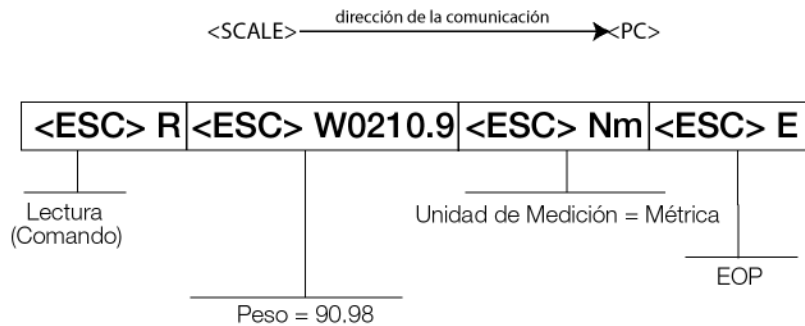 dirección de la comunicación
<SCALE> <PC>
<ESC> R <ESC> W0210.9 <ESC> Nm <ESC> E
Lectura
(Comando)
Unidad de Medición = Métrica
EOP
Peso = 90.98